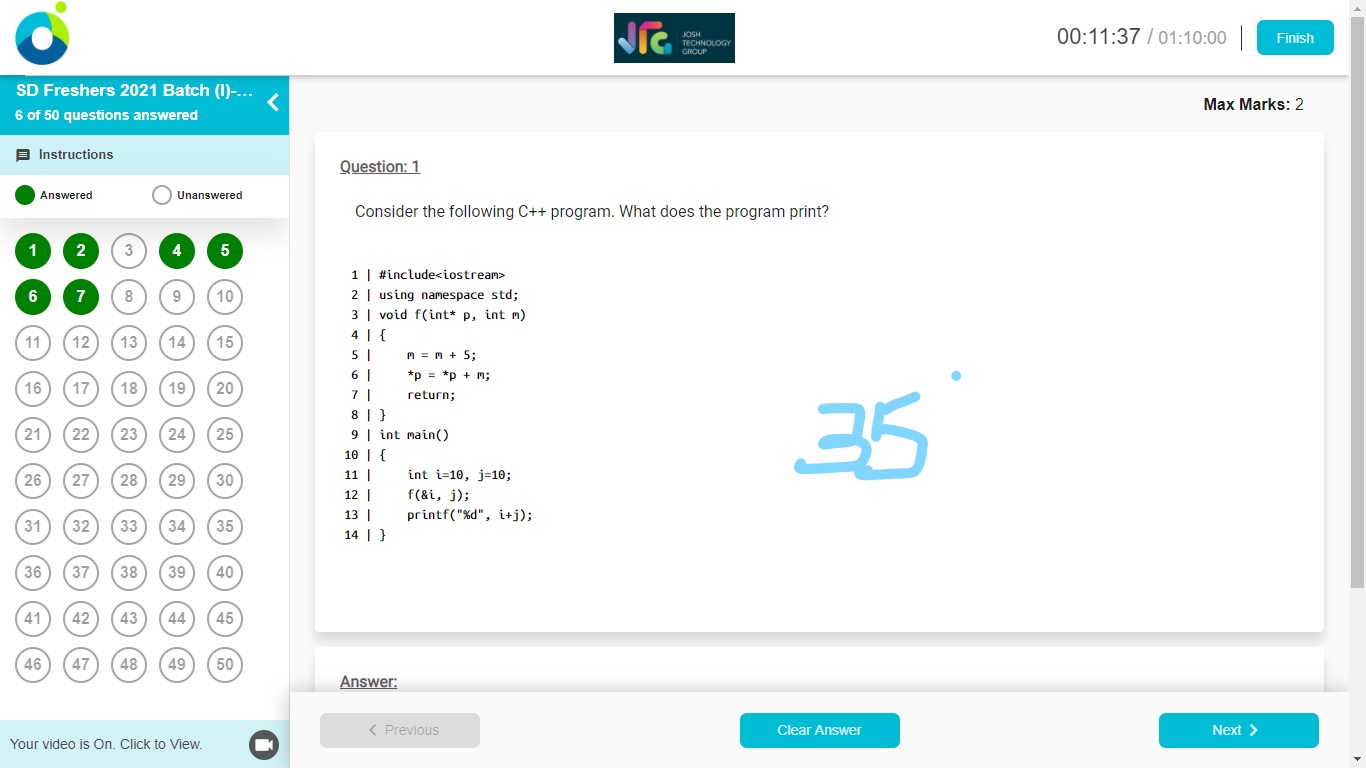 JOSH
TECHNOLOGY
GROUP
00:11:37 / 01:10:00
Finish
SD Freshers 2021 Batch (I)-...
6 of 50 questions answered
Instructions
Answered
Unanswered
1 2 3 4 5
6 7 8 9 10
11 12 13 14 15
16 17 18 19 20
21 22 23 24 25
26 27 28 29 30
31 32 33 34 35
36 37 38 39 40
41 42 43 44 45
46 47 48 49 50
Your video is On. Click to View.
Max Marks: 2
Question: 1
Consider the following C++ program. What does the program print?
1 | #include<iostream>
2 | using namespace std;
3 | void f(int* p, int m)
4 | {
5 |     m = m + 5;
6 |     *p = *p + m;
7 |     return;
8 | }
9 | int main()
10 | {
11 |     int i=10, j=10;
12 |     f(&i, j);
13 |     printf("%d", i+j);
14 | }
35
Answer:
Previous
Clear Answer
Next